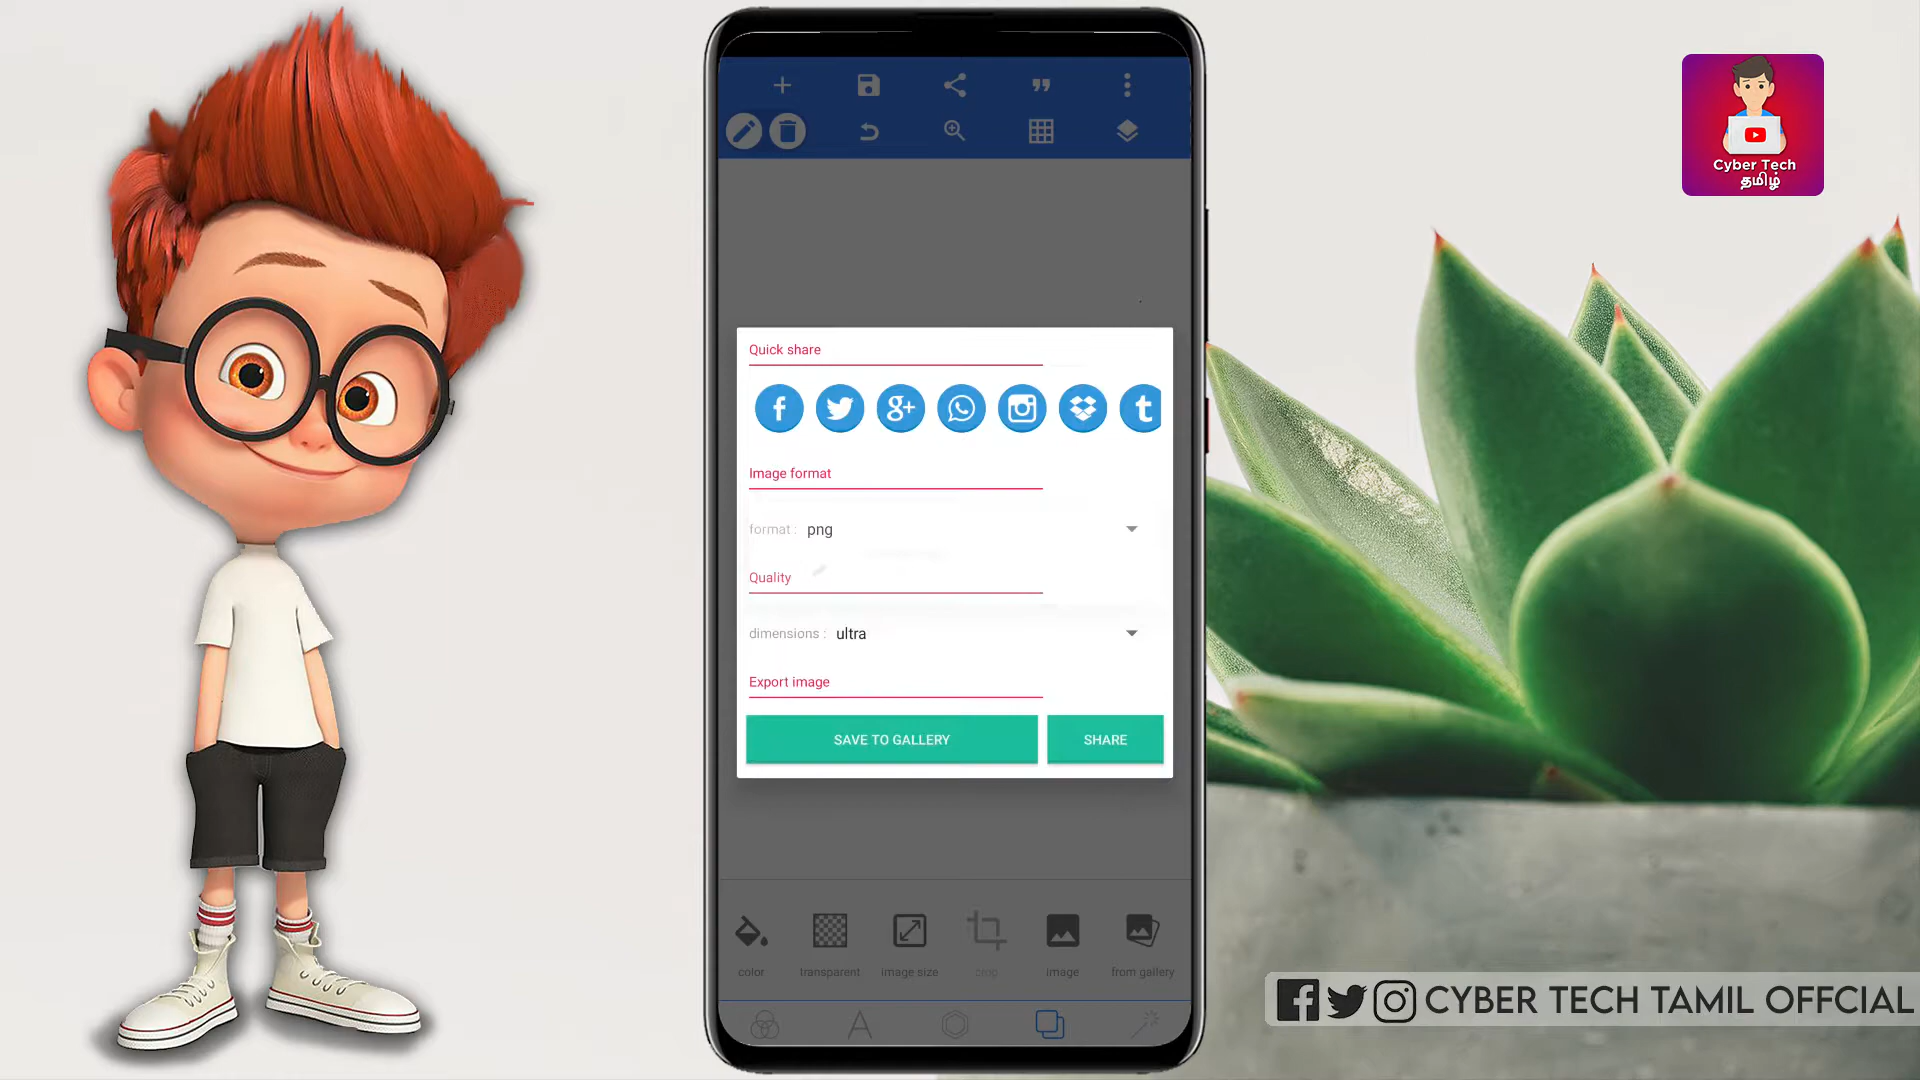 Cyber Tech
தமிழ்
Quick share
Image format
format : png
Quality
dimensions : ultra
Export image
SAVE TO GALLERY
SHARE
color
transparent
image size
crop
image
from gallery
CYBER TECH TAMIL OFFCIAL